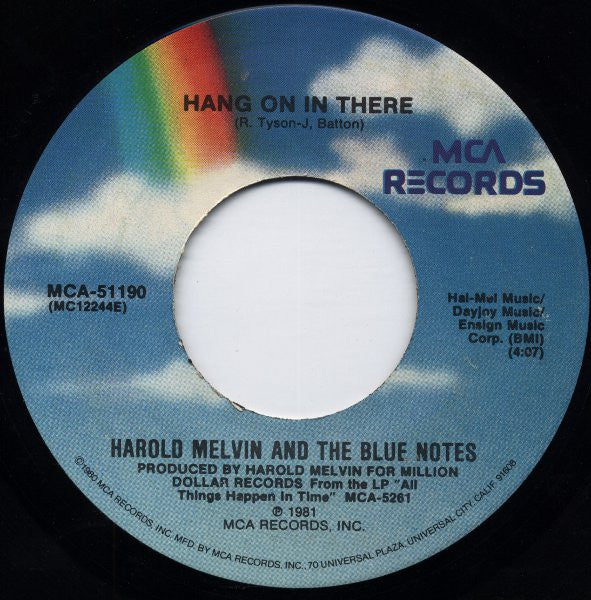 HANG ON IN THERE
(R. Tyson-J. Batton)
MCA
RECORDS
MCA-51190
(MC12244E)
Hal-Mel Music/
Dayjoy Music/
Ensign Music
Corp. (BMI)
(4:07)
HAROLD MELVIN AND THE BLUE NOTES
PRODUCED BY HAROLD MELVIN FOR MILLION
DOLLAR RECORDS From the LP "All
Things Happen In Time" MCA-5261
℗ 1981
MCA RECORDS, INC.
©1980 MCA RECORDS, INC. MFD. BY MCA RECORDS, INC., 70 UNIVERSAL PLAZA, UNIVERSAL CITY, CALIF. 91608